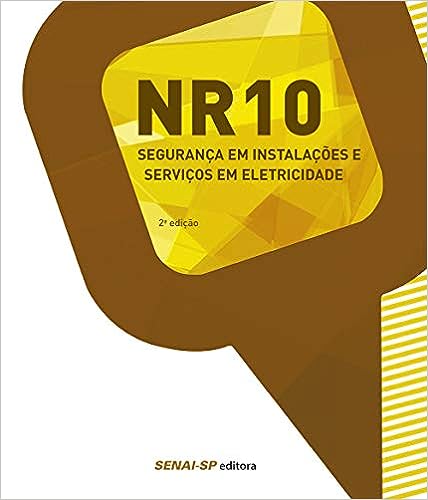 NR10
SEGURANÇA EM INSTALAÇÕES E
SERVIÇOS EM ELETRICIDADE
2ª edição
SENAI-SP editora